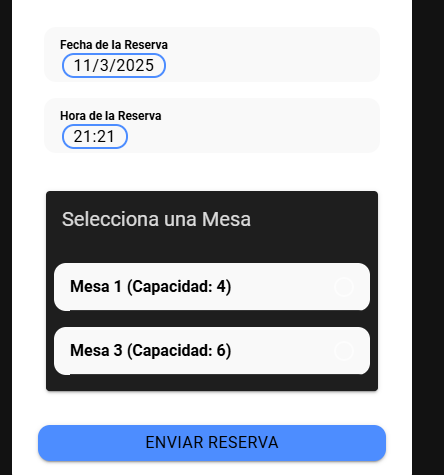 Fecha de la Reserva
11/3/2025
Hora de la Reserva
21:21
Selecciona una Mesa
Mesa 1 (Capacidad: 4)
Mesa 3 (Capacidad: 6)
ENVIAR RESERVA